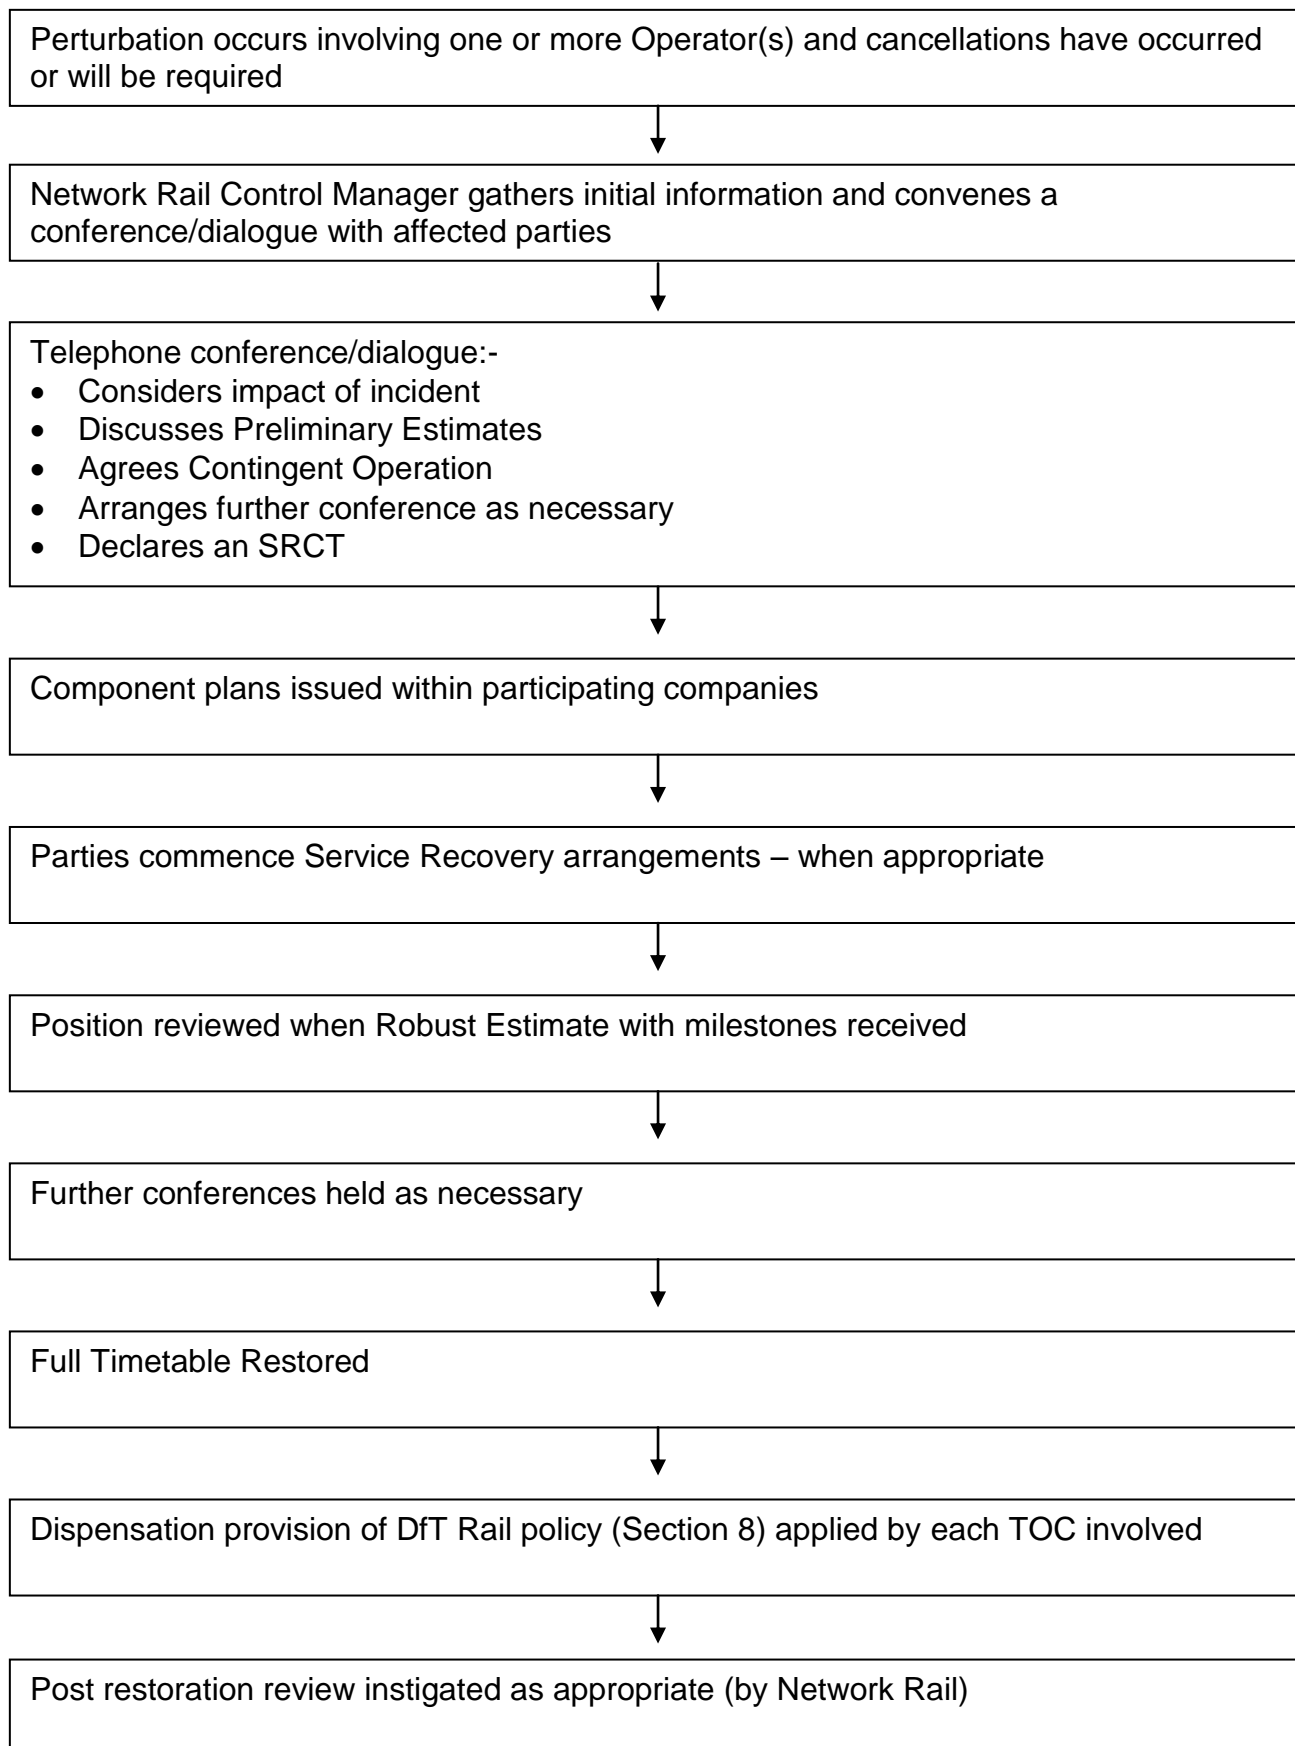 Perturbation occurs involving one or more Operator(s) and cancellations have occurred
or will be required
Network Rail Control Manager gathers initial information and convenes a
conference/dialogue with affected parties
Telephone conference/dialogue:-
• Considers impact of incident
• Discusses Preliminary Estimates
• Agrees Contingent Operation
• Arranges further conference as necessary
• Declares an SRCT
Component plans issued within participating companies
Parties commence Service Recovery arrangements – when appropriate
Position reviewed when Robust Estimate with milestones received
Further conferences held as necessary
Full Timetable Restored
Dispensation provision of DfT Rail policy (Section 8) applied by each TOC involved
Post restoration review instigated as appropriate (by Network Rail)